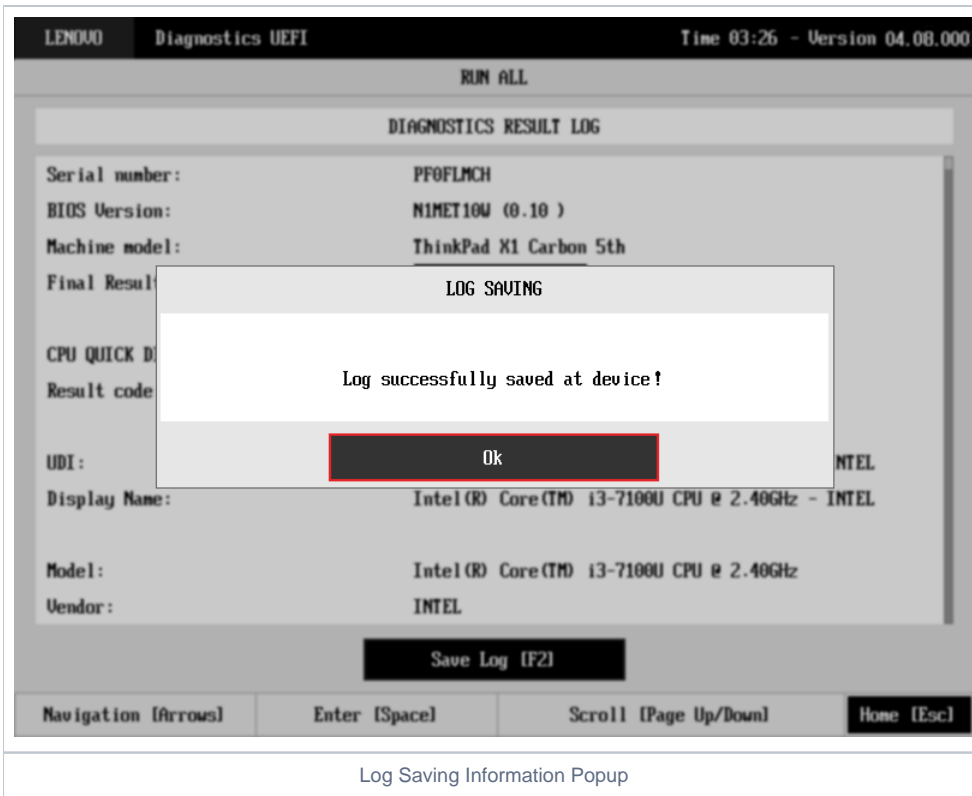 LENOVO Diagnostics UEFI Time 03:26 - Version 04.08.000
RUN ALL
DIAGNOSTICS RESULT LOG
Serial number: PF0FLMCH
BIOS Version: N1MET10W (0.10 )
Machine model: ThinkPad X1 Carbon 5th
Final Resul
LOG SAVING
CPU QUICK D
Log successfully saved at device!
Result code
Ok
UDI: NTEL
Display Name: Intel(R) Core(TM) i3-7100U CPU @ 2.40GHz - INTEL
Model: Intel(R) Core(TM) i3-7100U CPU @ 2.40GHz
Vendor: INTEL
Save Log [F2]
Navigation [Arrows] Enter [Space] Scroll [Page Up/Down] Home [Esc]
Log Saving Information Popup